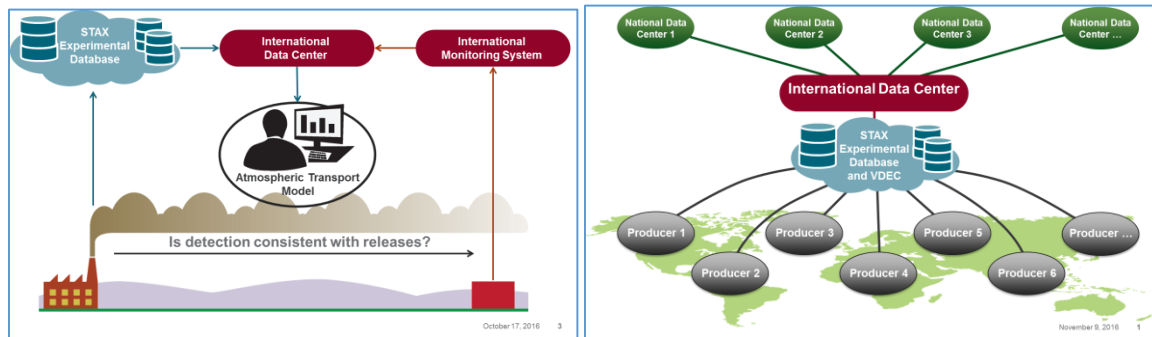 STAX
Experimental
Database
International
Data Center
International
Monitoring System
Atmospheric Transport
Model
Is detection consistent with releases?
October 17, 2016 3
National Data
Center 1
National Data
Center 2
National Data
Center 3
National Data
Center ...
International Data Center
STAX
Experimental
Database
and VDEC
Producer 1
Producer 3
Producer 5
Producer ...
Producer 2
Producer 4
Producer 6
November 9, 2016 1